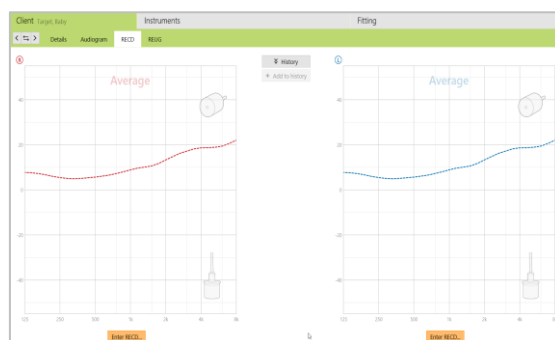 Client Target, Baby Instruments Fitting
Details Audiogram RECD REUG
R History L
+ Add to history
Average Average
40 40
20 20
0 0
-20 -20
-40 -40
125 250 500 1k 2k 4k 8k 125 250 500 1k 2k 4k 8k
Enter RECD... Enter RECD...